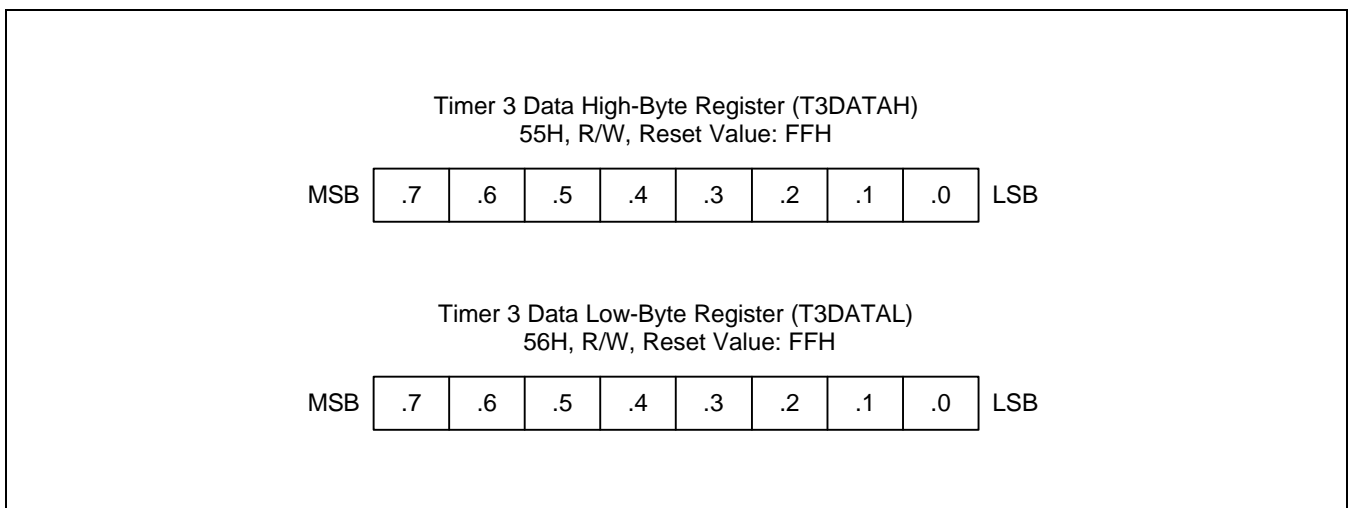 Timer 3 Data High-Byte Register (T3DATAH)
55H, R/W, Reset Value: FFH
MSB .7 .6 .5 .4 .3 .2 .1 .0 LSB
Timer 3 Data Low-Byte Register (T3DATAL)
56H, R/W, Reset Value: FFH
MSB .7 .6 .5 .4 .3 .2 .1 .0 LSB